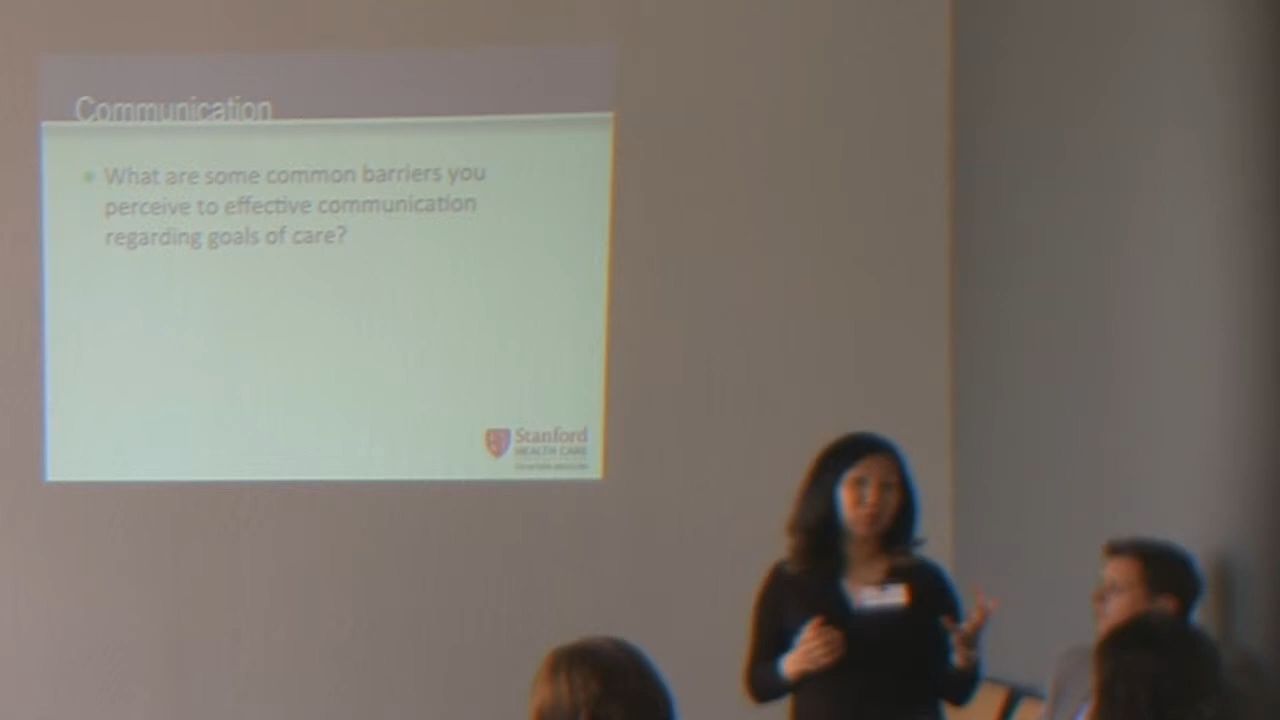 Communication
What are some common barriers you
perceive to effective communication
regarding goals of care?
Stanford
HEALTH CARE